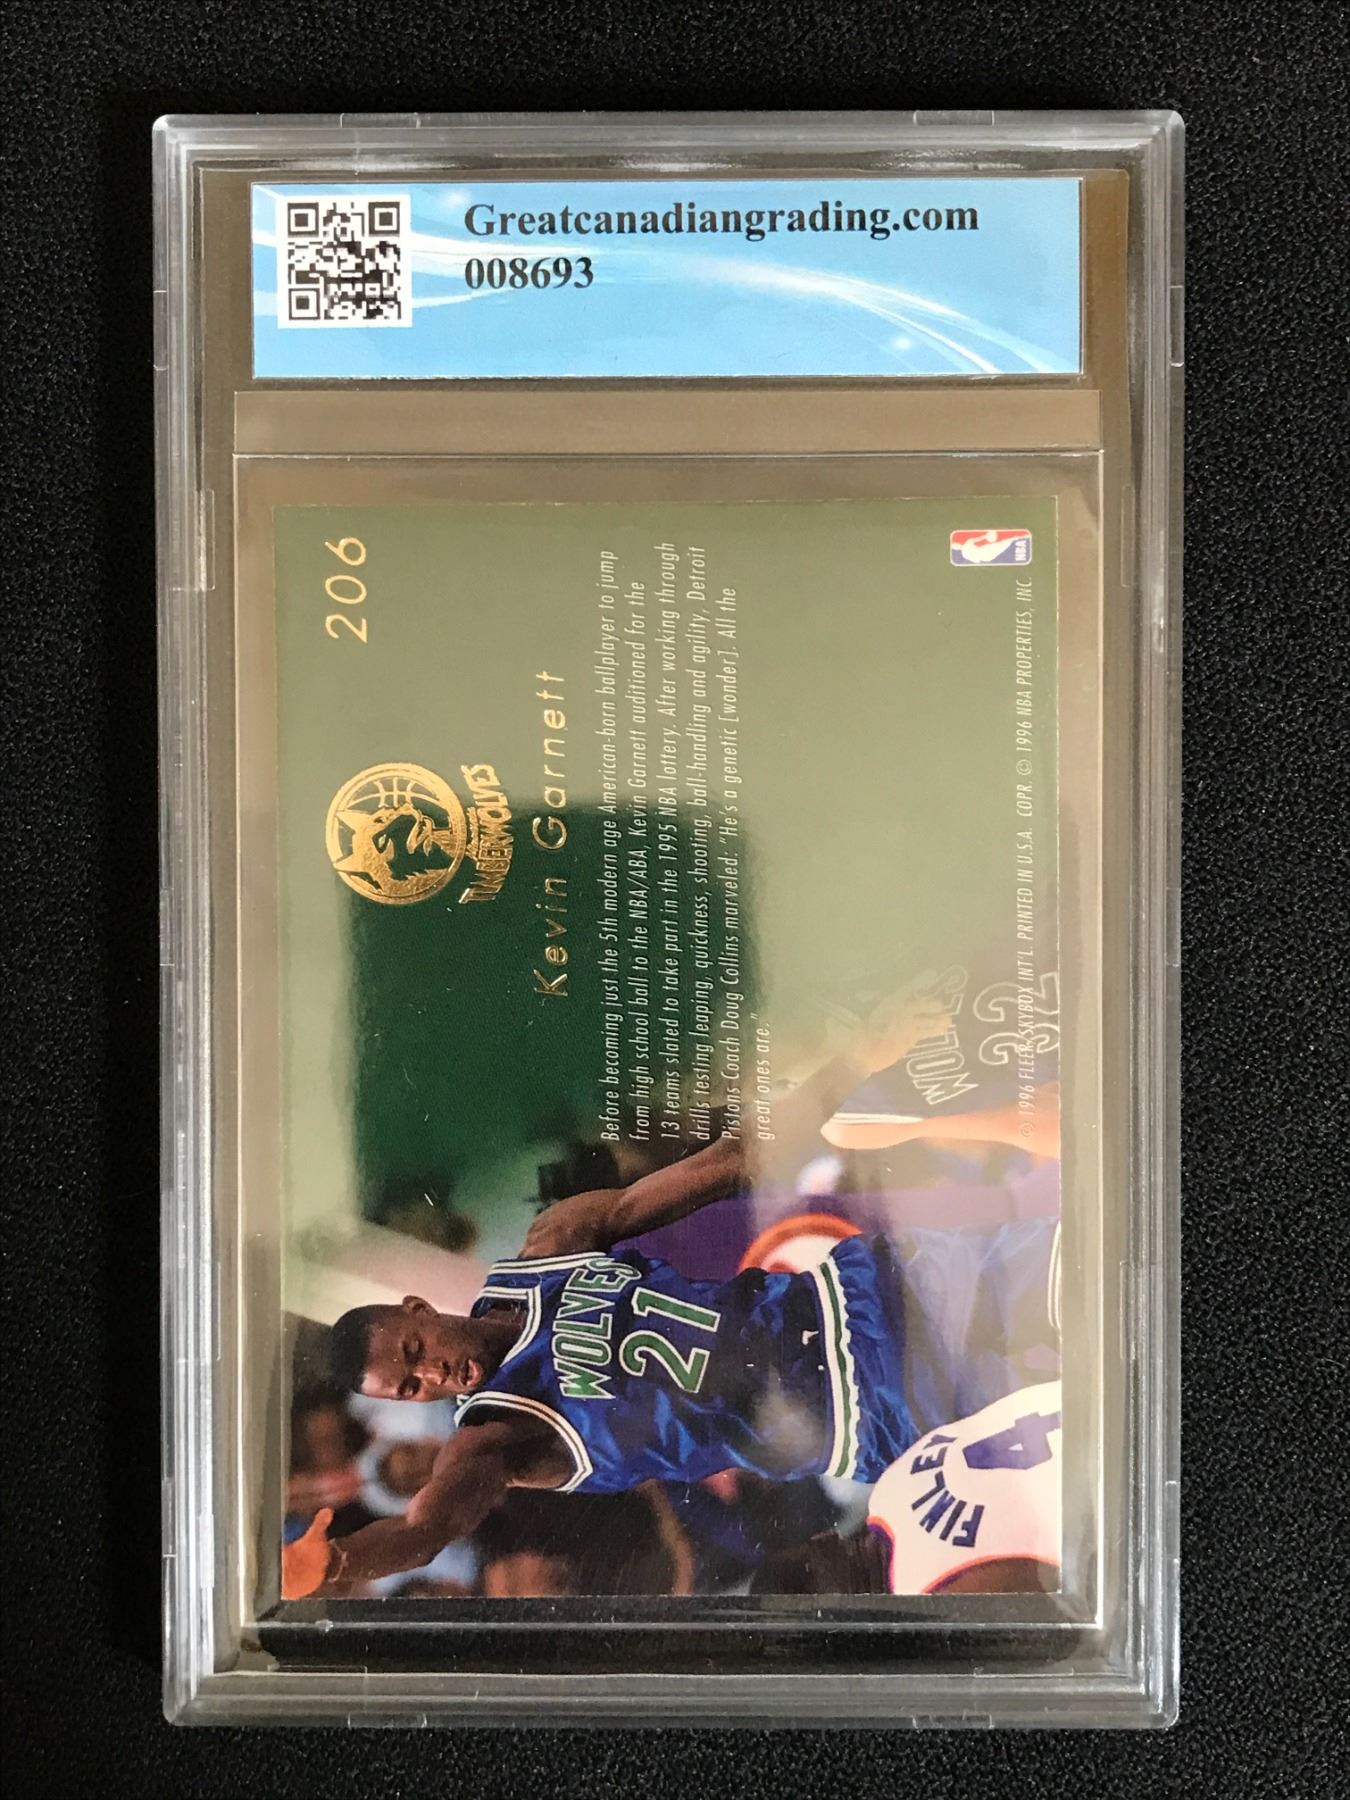 Greatcanadiangrading.com
008693
206
TIMBERWOLVES
Kevin Garnett
Before becoming just the 5th modern age American-born ballplayer to jump
from high school ball to the NBA/ABA, Kevin Garnett auditioned for the
13 teams slated to take part in the 1995 NBA lottery. After working through
drills testing leaping, quickness, shooting, ball-handling and agility, Detroit
Pistons Coach Doug Collins marveled: "He's a genetic [wonder]. All the
great ones are."
NBA
© 1996 FLEER/SKYBOX INT'L. PRINTED IN U.S.A. COPR. © 1996 NBA PROPERTIES, INC.
WOLVES
32
WOLVES
21
FINLEY
4